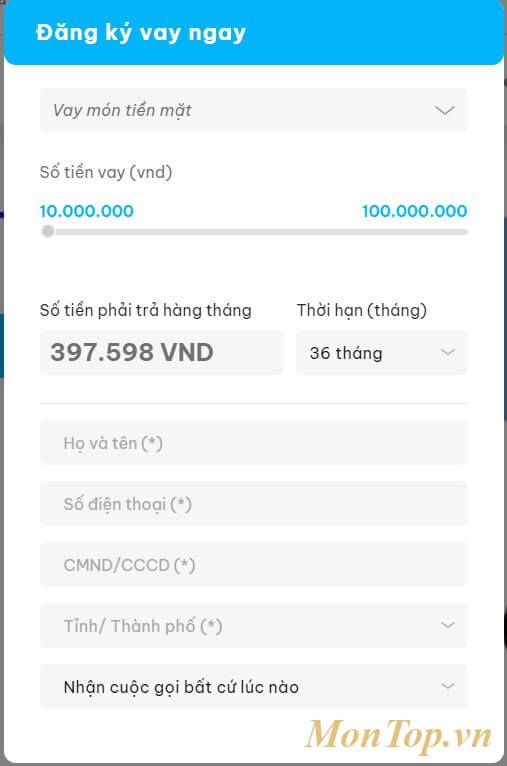 Đăng ký vay ngay
Vay món tiền mặt
Số tiền vay (vnd)
10.000.000 100.000.000
Số tiền phải trả hàng tháng Thời hạn (tháng)
397.598 VND 36 tháng
Họ và tên (*)
Số điện thoại (*)
CMND/CCCD (*)
Tỉnh/ Thành phố (*)
Nhận cuộc gọi bất cứ lúc nào
MonTop.vn